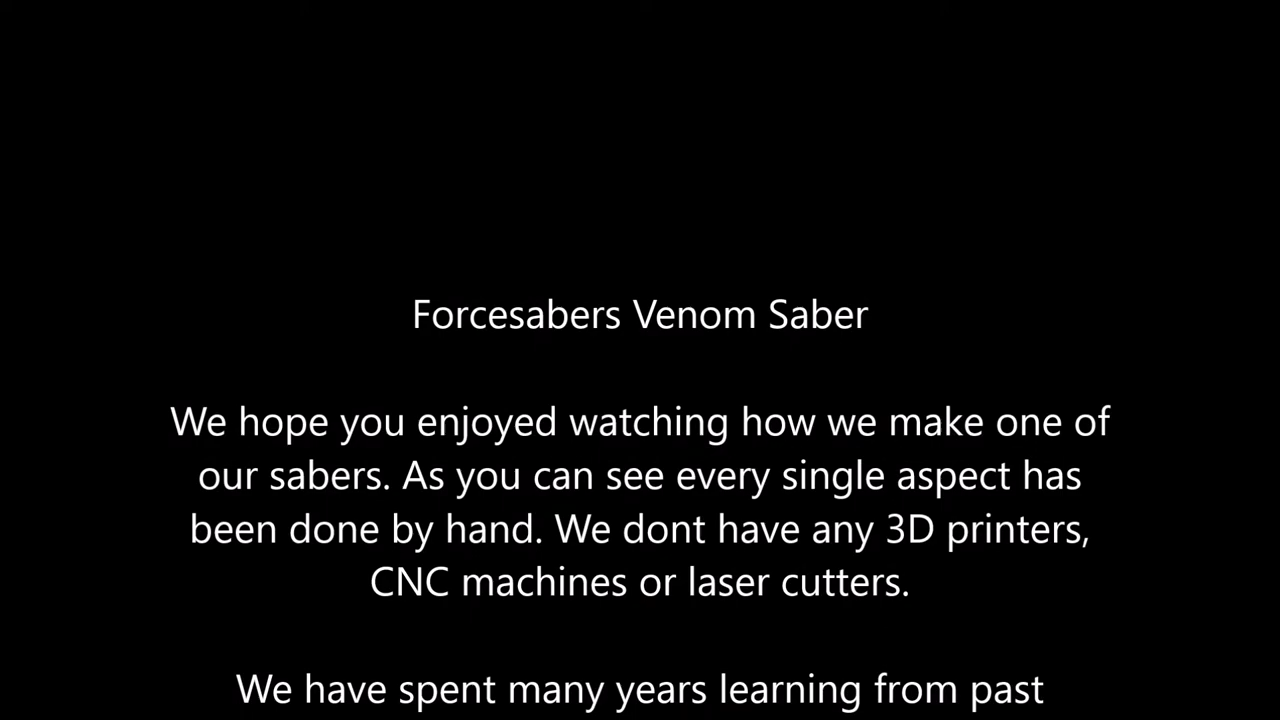 Forcesabers Venom Saber
We hope you enjoyed watching how we make one of
our sabers. As you can see every single aspect has
been done by hand. We dont have any 3D printers,
CNC machines or laser cutters.
We have spent many years learning from past